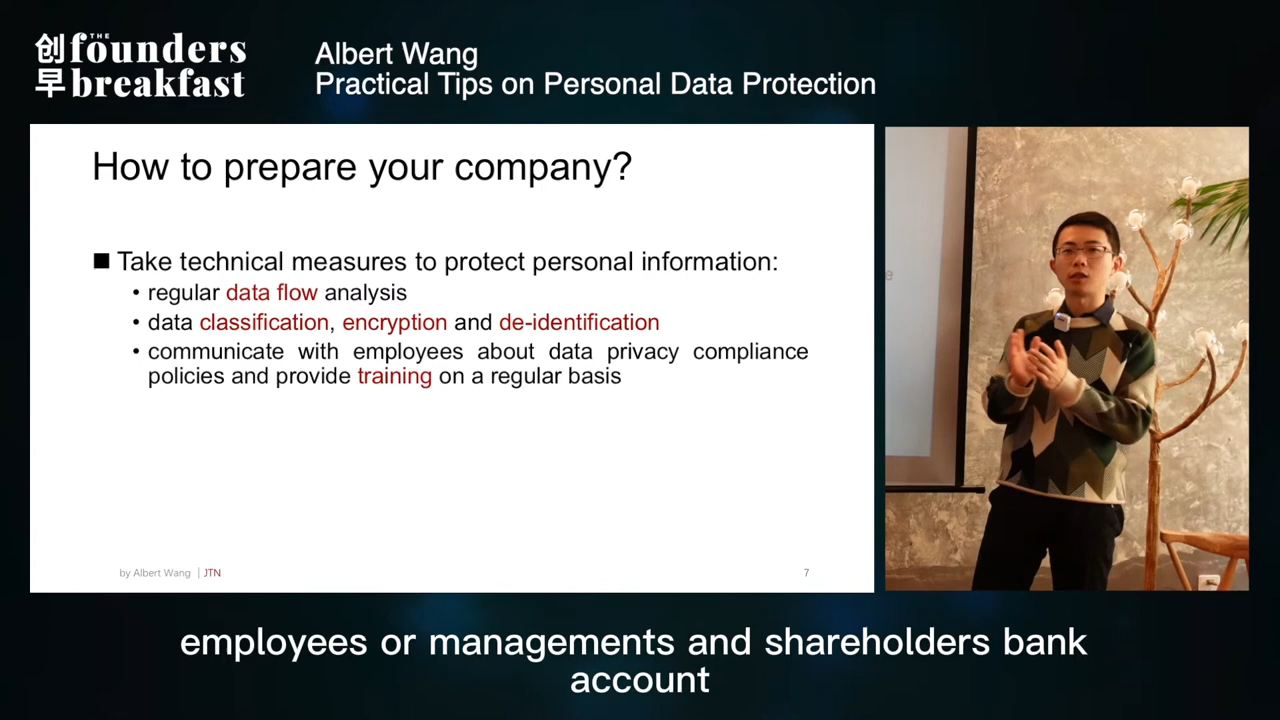 创 THE founders
早 breakfast
Albert Wang
Practical Tips on Personal Data Protection
How to prepare your company?
■ Take technical measures to protect personal information:
• regular data flow analysis
• data classification, encryption and de-identification
• communicate with employees about data privacy compliance
policies and provide training on a regular basis
e
by Albert Wang | JTN
7
employees or managements and shareholders bank
account